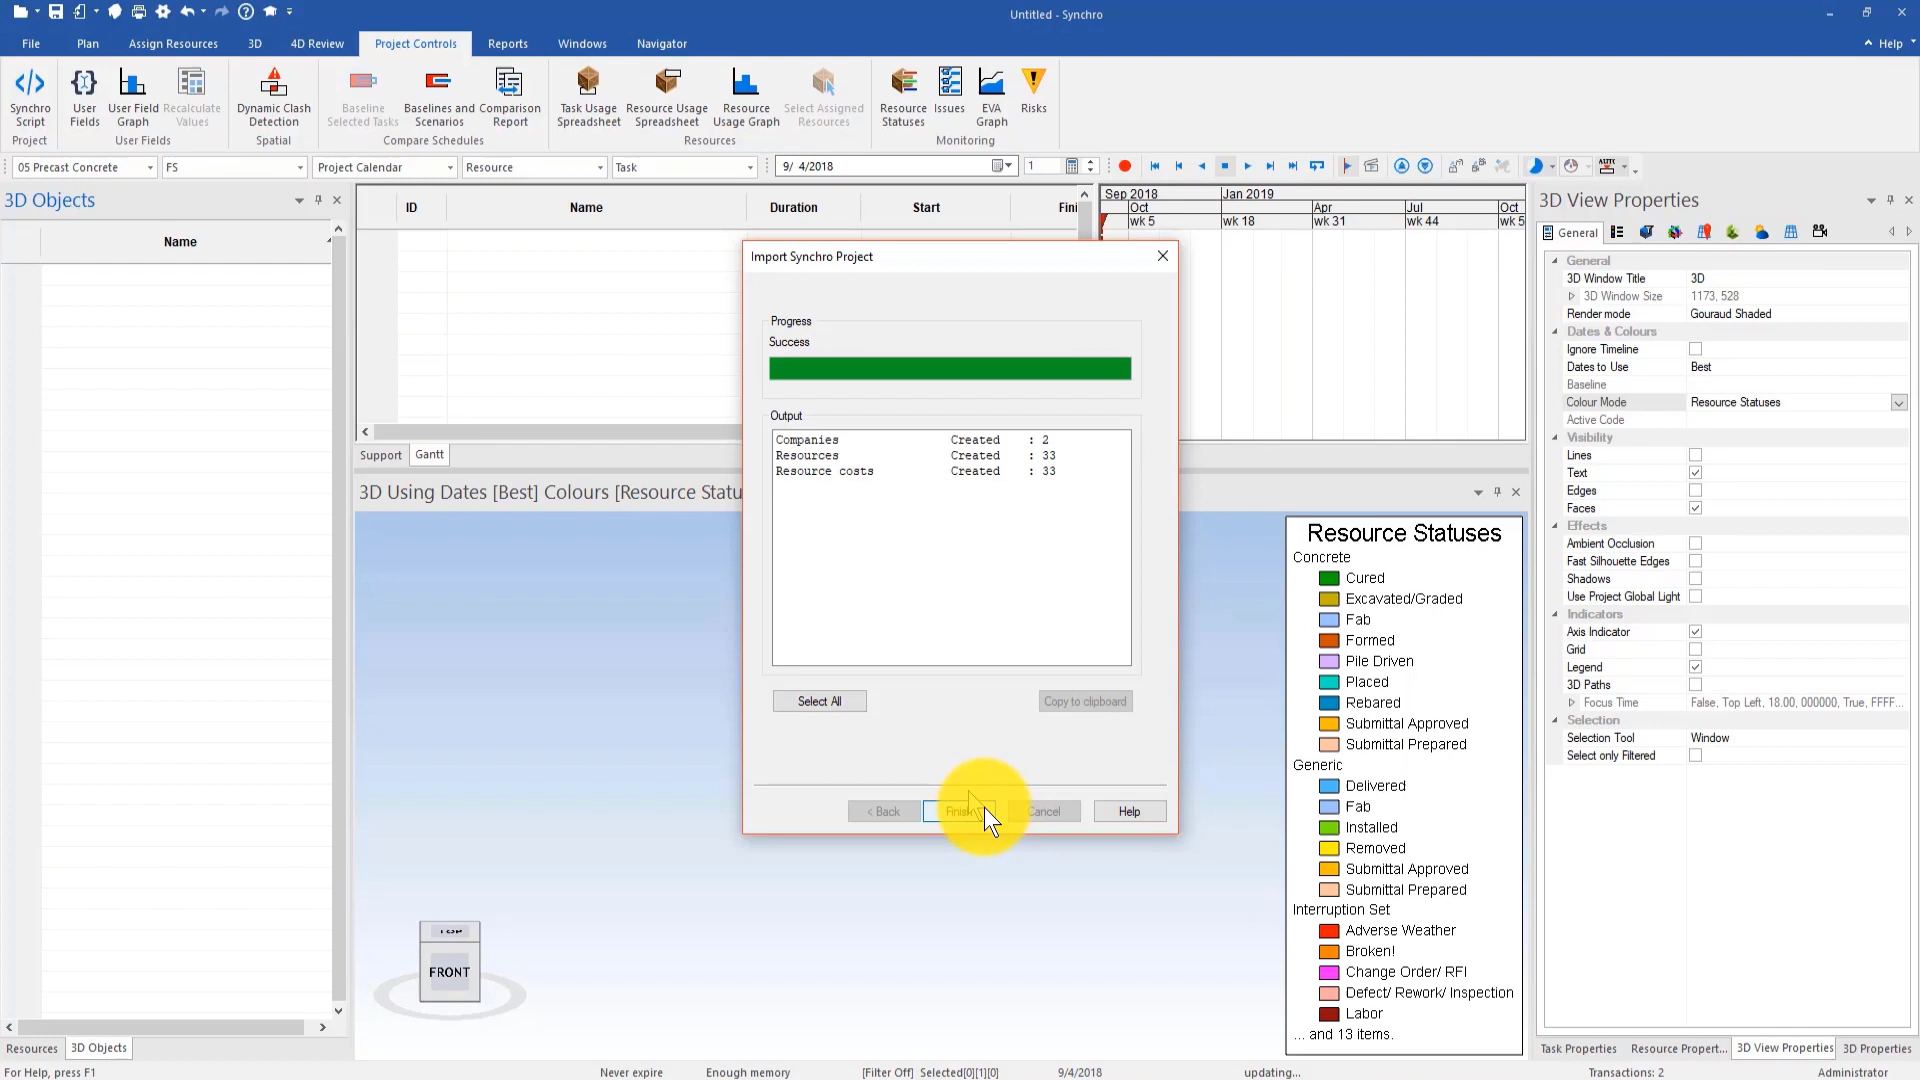 Untitled - Synchro
File Plan Assign Resources 3D 4D Review Project Controls Reports Windows Navigator Help
Synchro Script
User Fields
User Field Graph
Recalculate Values
Dynamic Clash Detection
Baseline Selected Tasks
Baselines and Scenarios
Comparison Report
Task Usage Spreadsheet
Resource Usage Spreadsheet
Resource Usage Graph
Select Assigned Resources
Resource Statuses
Issues
EVA Graph
Risks
Project User Fields Spatial Compare Schedules Resources Monitoring
05 Precast Concrete FS Project Calendar Resource Task 9/ 4/2018 1
3D Objects
Name
ID Name Duration Start Fini
Sep 2018 Jan 2019
Oct Apr Jul Oct
wk 5 wk 18 wk 31 wk 44 wk 5
Support Gantt
3D Using Dates [Best] Colours [Resource Statu
TOP
FRONT
Import Synchro Project
Progress
Success
Output
Companies Created : 2
Resources Created : 33
Resource costs Created : 33
Select All Copy to clipboard
< Back Finish Cancel Help
Resource Statuses
Concrete
Cured
Excavated/Graded
Fab
Formed
Pile Driven
Placed
Rebared
Submittal Approved
Submittal Prepared
Generic
Delivered
Fab
Installed
Removed
Submittal Approved
Submittal Prepared
Interruption Set
Adverse Weather
Broken!
Change Order/ RFI
Defect/ Rework/ Inspection
Labor
... and 13 items.
3D View Properties
General
General
3D Window Title 3D
3D Window Size 1173, 528
Render mode Gouraud Shaded
Dates & Colours
Ignore Timeline
Dates to Use Best
Baseline
Colour Mode Resource Statuses
Active Code
Visibility
Lines
Text
Edges
Faces
Effects
Ambient Occlusion
Fast Silhouette Edges
Shadows
Use Project Global Light
Indicators
Axis Indicator
Grid
Legend
3D Paths
Focus Time False, Top Left, 18.00, 000000, True, FFFF...
Selection
Selection Tool Window
Select only Filtered
Resources 3D Objects
Task Properties Resource Propert... 3D View Properties 3D Properties
For Help, press F1 Never expire Enough memory [Filter Off] Selected[0][1][0] 9/4/2018 updating... Transactions: 2 Administrator